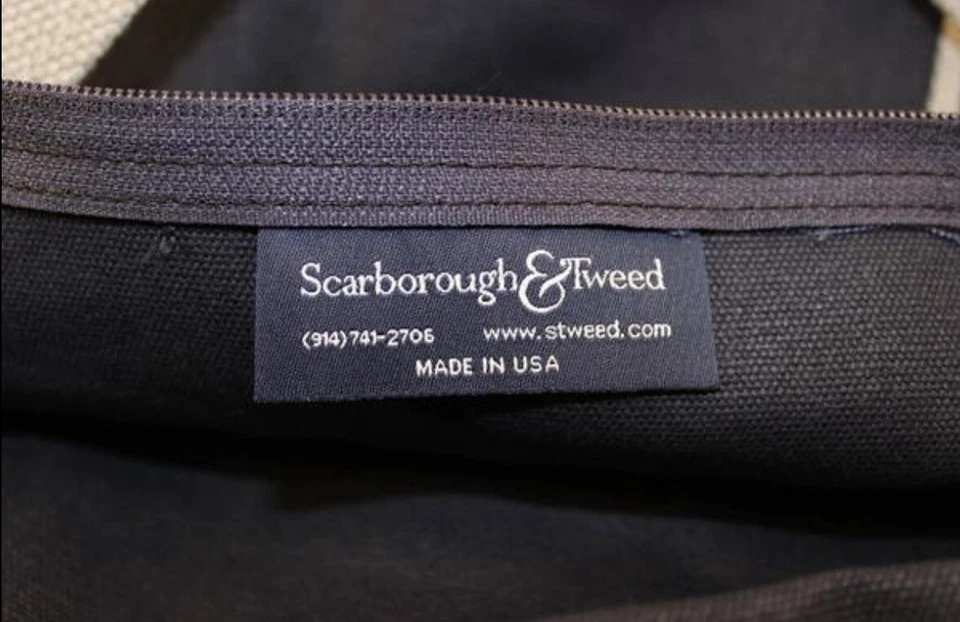 Scarborough & Tweed
(914)741-2706 www.stweed.com
MADE IN USA